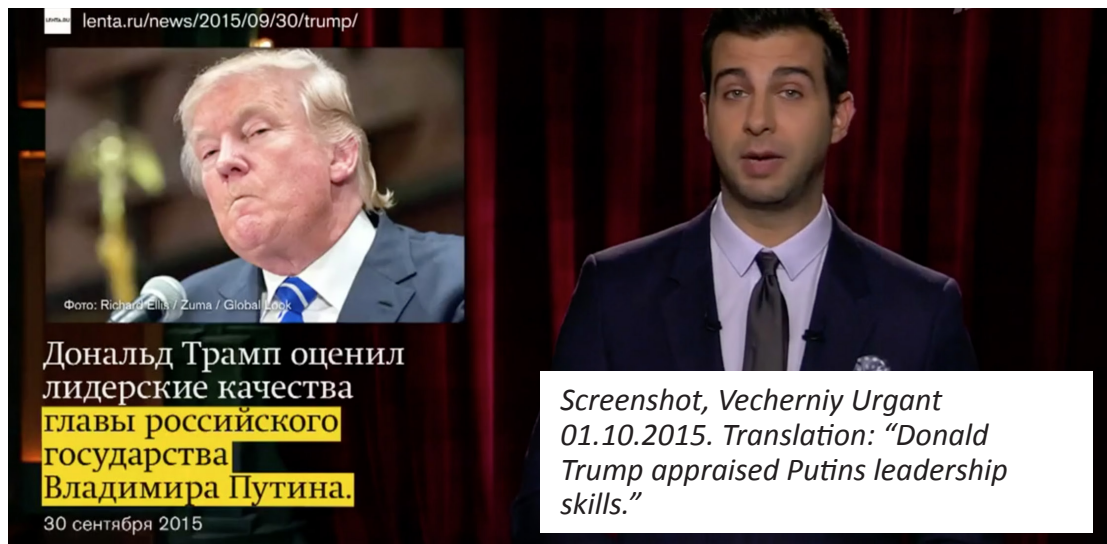 LENTA.RU
lenta.ru/news/2015/09/30/trump/
Фото: Richard Ellis / Zuma / Global Look
Дональд Трамп оценил
лидерские качества
главы российского
государства
Владимира Путина.
30 сентября 2015
Screenshot, Vecherniy Urgant
01.10.2015. Translation: “Donald
Trump appraised Putins leadership
skills.”